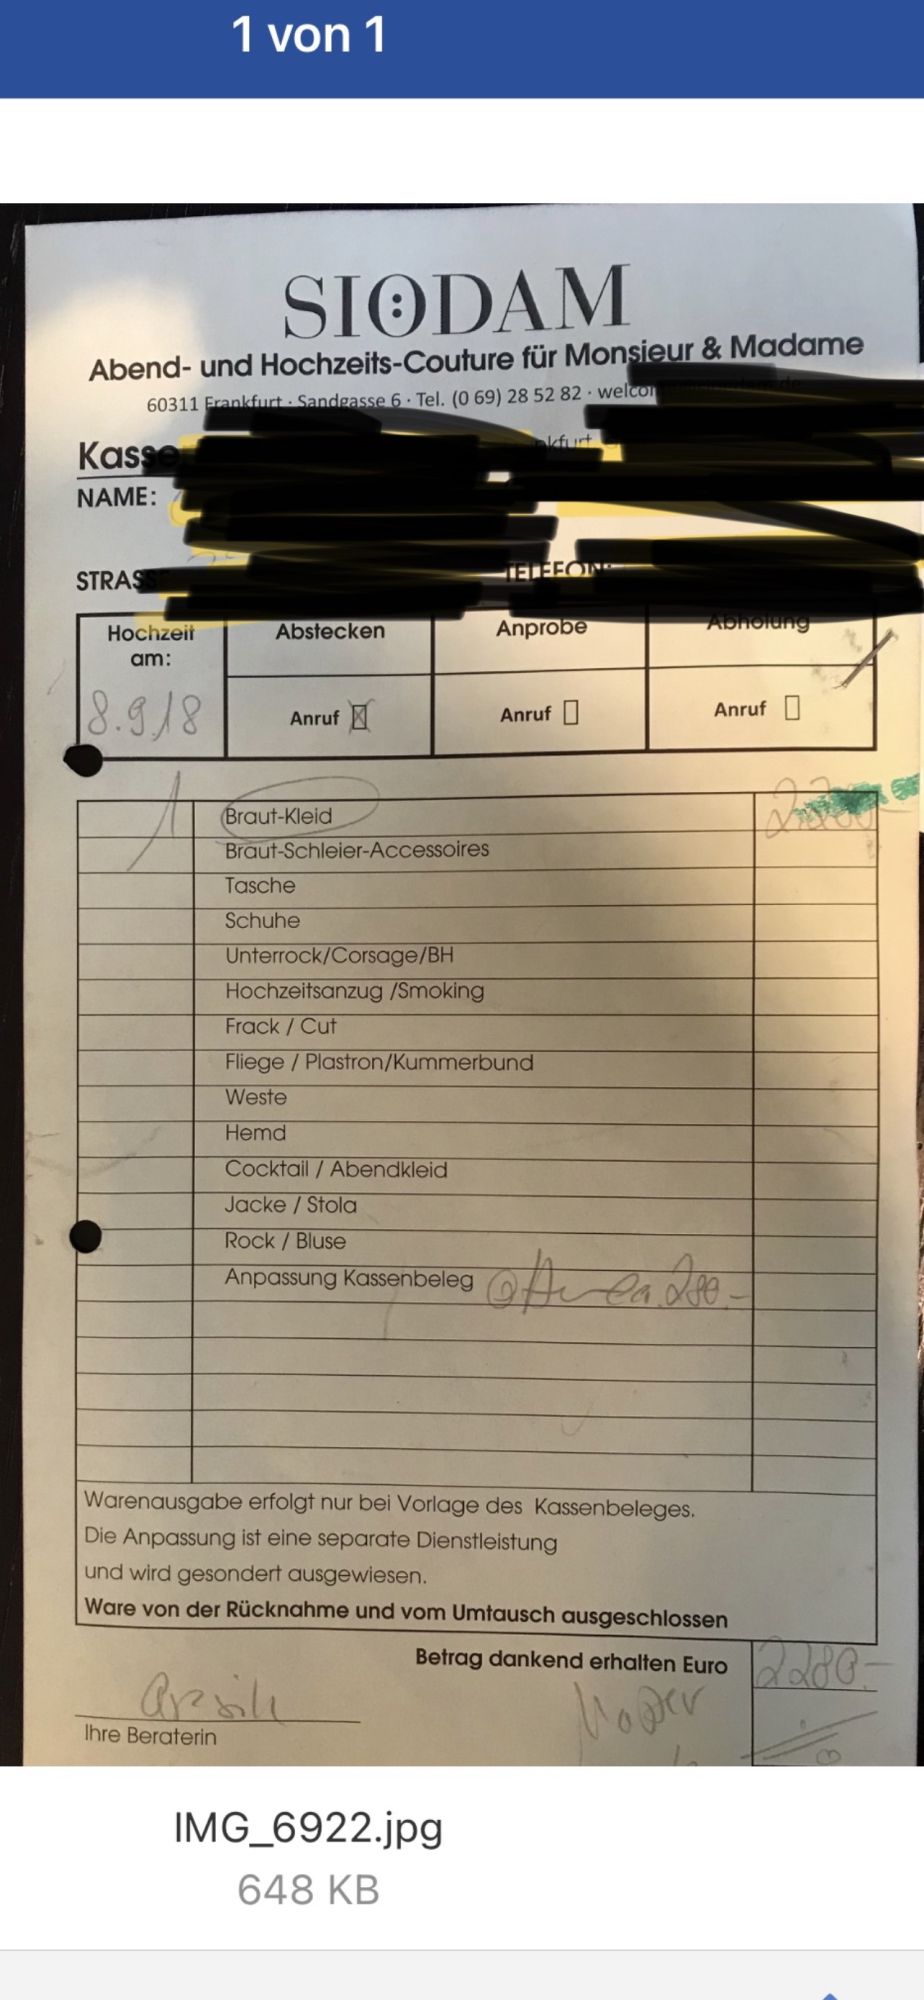 1 von 1
SIODAM
Abend- und Hochzeits-Couture für Monsieur & Madame
60311 Frankfurt · Sandgasse 6 · Tel. (0 69) 28 52 82 ·
NAME:
TELEFON:
Hochzeit am:
Abstecken
Anprobe
Abholung
8.9.18
Anruf
Anruf
Anruf
1 Braut-Kleid
Braut-Schleier-Accessoires
Tasche
Schuhe
Unterrock/Corsage/BH
Hochzeitsanzug /Smoking
Frack / Cut
Fliege / Plastron/Kummerbund
Weste
Hemd
Cocktail / Abendkleid
Jacke / Stola
Rock / Bluse
Anpassung Kassenbeleg ca. 280.-
Warenausgabe erfolgt nur bei Vorlage des Kassenbeleges.
Die Anpassung ist eine separate Dienstleistung
und wird gesondert ausgewiesen.
Ware von der Rücknahme und vom Umtausch ausgeschlossen
Betrag dankend erhalten Euro 2280.-
Ihre Beraterin
IMG_6922.jpg
648 KB